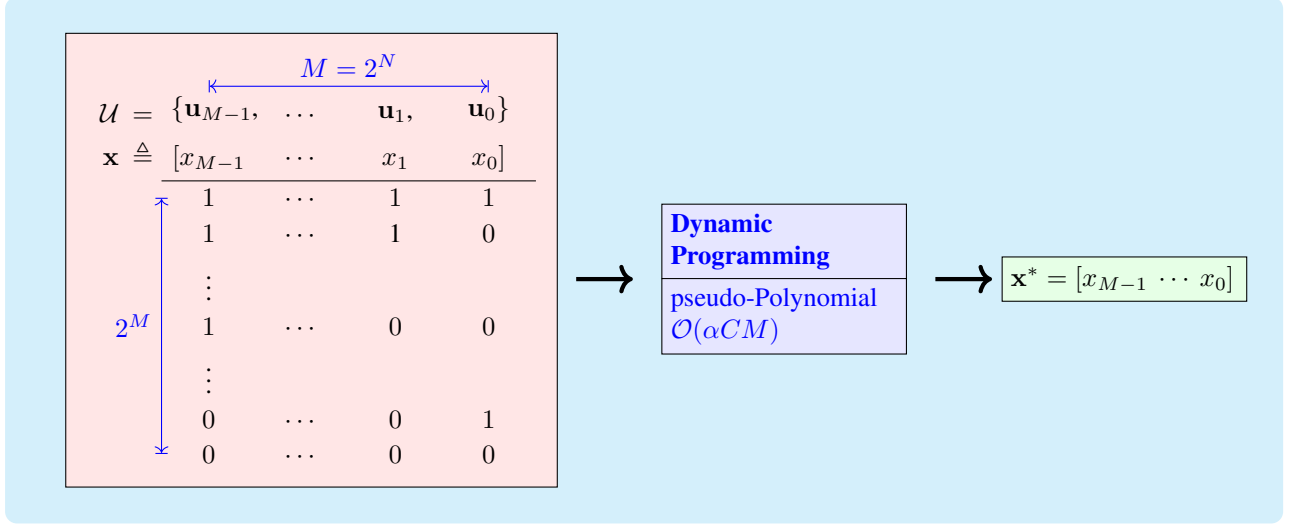 M = 2^N
𝒰 = {u_{M−1}, ⋯ u_1, u_0}
x ≜ [x_{M−1} ⋯ x_1 x_0]
1 ⋯ 1 1
1 ⋯ 1 0
⋮
2^M 1 ⋯ 0 0
⋮
0 ⋯ 0 1
0 ⋯ 0 0
Dynamic
Programming
pseudo-Polynomial
𝒪(αCM)
x* = [x_{M−1} ⋯ x_0]